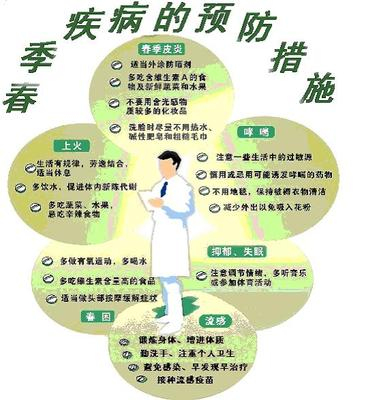 春季疾病的预防措施
春季皮炎
适当外涂防晒剂
多吃含维生素A的食
物及新鲜蔬菜和水果
不要用含光感物
质较多的化妆品
洗脸时尽量不用热水、
碱性肥皂和粗糙毛巾
上火
生活有规律，劳逸结合，
适当休息
多饮水，促进体内新陈代谢
多吃蔬菜、水果，
忌吃辛辣食物
哮喘
注意一些生活中的过敏源
慎用或忌用可能诱发哮喘的药物
不用地毯，保持被褥衣物清洁
减少外出以免吸入花粉
多做有氧运动，多喝水
多吃维生素含量高的食品
适当做头部按摩缓解症状
春困
抑郁、失眠
注意调节情绪，多听音乐
或参加体育活动
流感
锻炼身体、增进体质
勤洗手、注重个人卫生
避免感染、早发现早治疗
接种流感疫苗